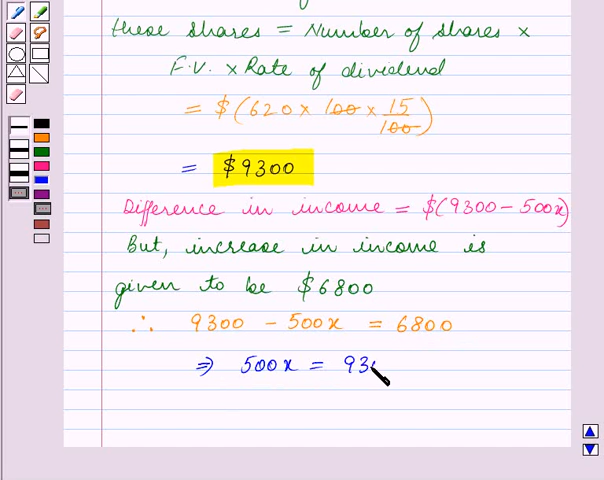 these shares = Number of shares ×
F.V. × Rate of dividend
= $(620 × 100 × 15/100)
= $9300
Difference in income = $(9300 - 500x)
But, increase in income is
given to be $6800
∴ 9300 - 500x = 6800
⇒ 500x = 93